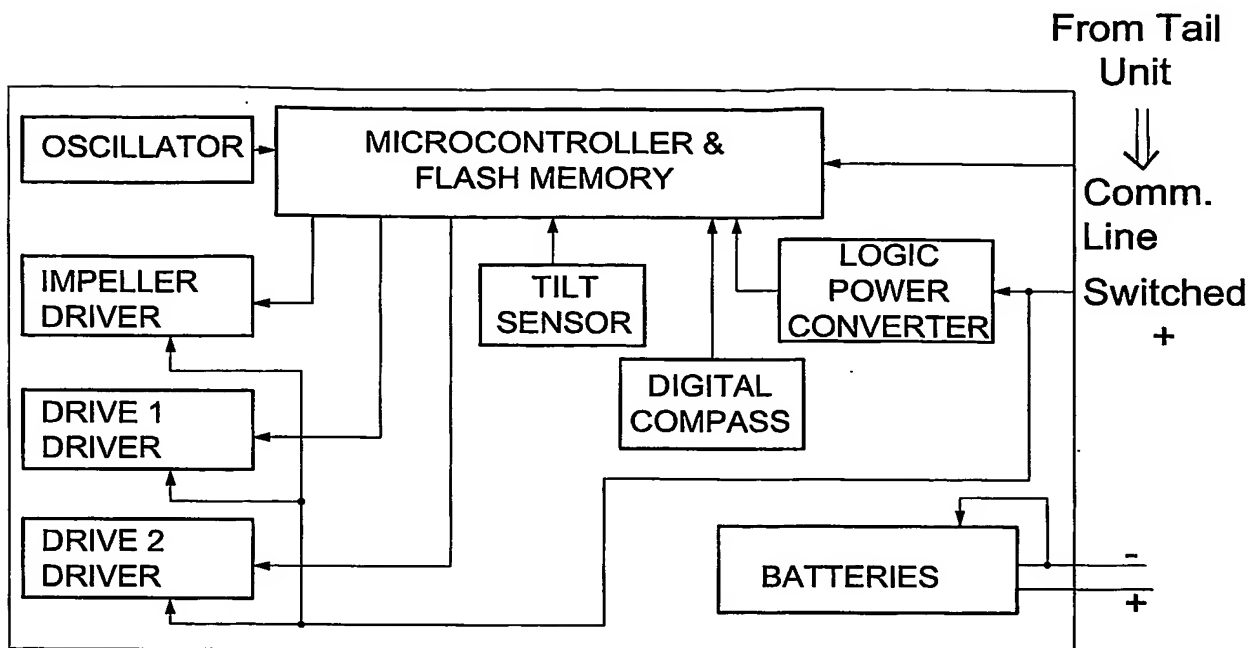 From Tail
Unit
OSCILLATOR
MICROCONTROLLER &
FLASH MEMORY
Comm.
Line
IMPELLER
DRIVER
TILT
SENSOR
LOGIC
POWER
CONVERTER
Switched
+
DIGITAL
COMPASS
DRIVE 1
DRIVER
DRIVE 2
DRIVER
BATTERIES
-
+